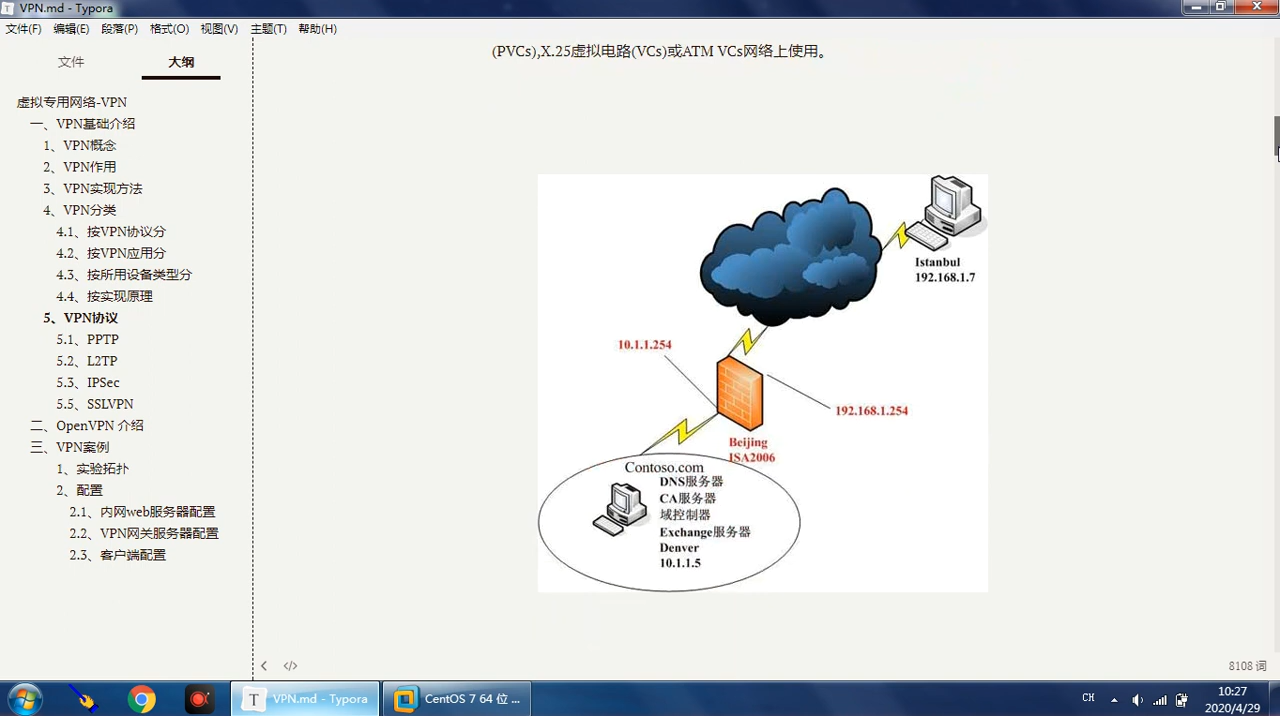 VPN.md - Typora
文件(F) 编辑(E) 段落(P) 格式(O) 视图(V) 主题(T) 帮助(H)
文件 大纲
虚拟专用网络-VPN
一、VPN基础介绍
1、VPN概念
2、VPN作用
3、VPN实现方法
4、VPN分类
4.1、按VPN协议分
4.2、按VPN应用分
4.3、按所用设备类型分
4.4、按实现原理
5、VPN协议
5.1、PPTP
5.2、L2TP
5.3、IPSec
5.5、SSLVPN
二、OpenVPN 介绍
三、VPN案例
1、实验拓扑
2、配置
2.1、内网web服务器配置
2.2、VPN网关服务器配置
2.3、客户端配置
(PVCs),X.25虚拟电路(VCs)或ATM VCs网络上使用。
Istanbul
192.168.1.7
10.1.1.254
192.168.1.254
Beijing
ISA2006
Contoso.com
DNS服务器
CA服务器
域控制器
Exchange服务器
Denver
10.1.1.5
8108 词
VPN.md - Typora
CentOS 7 64 位 ...
CH
10:27
2020/4/29